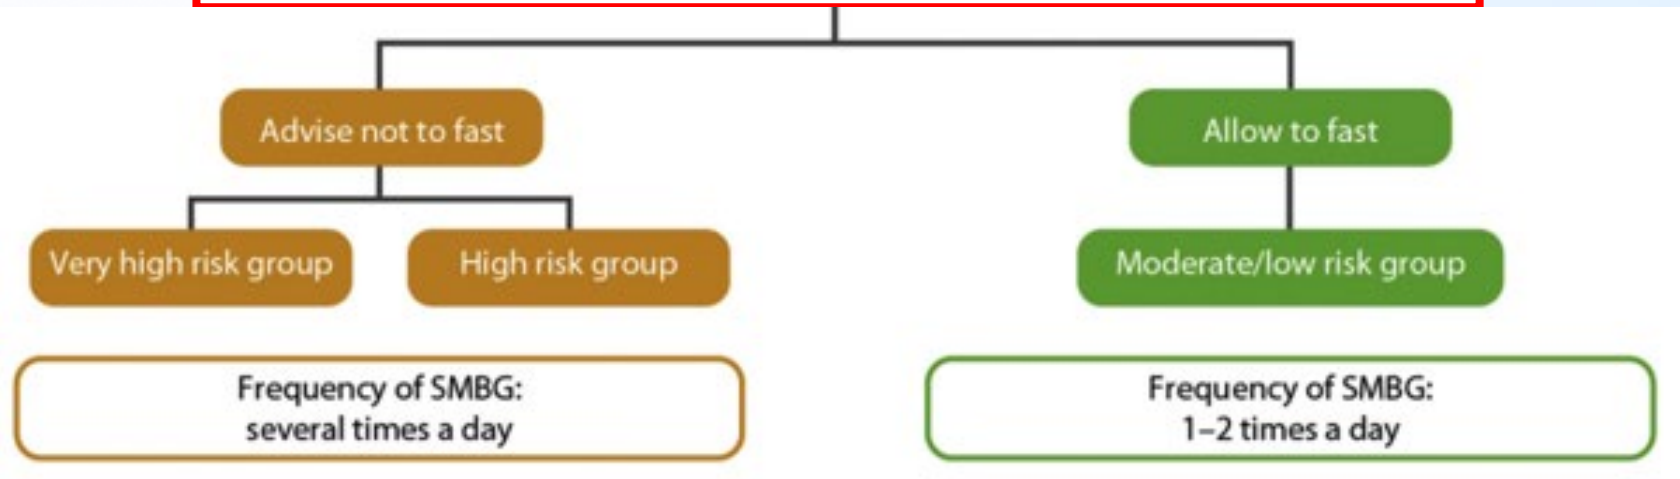 Advise not to fast
Allow to fast
Very high risk group
High risk group
Moderate/low risk group
Frequency of SMBG:
several times a day
Frequency of SMBG:
1–2 times a day